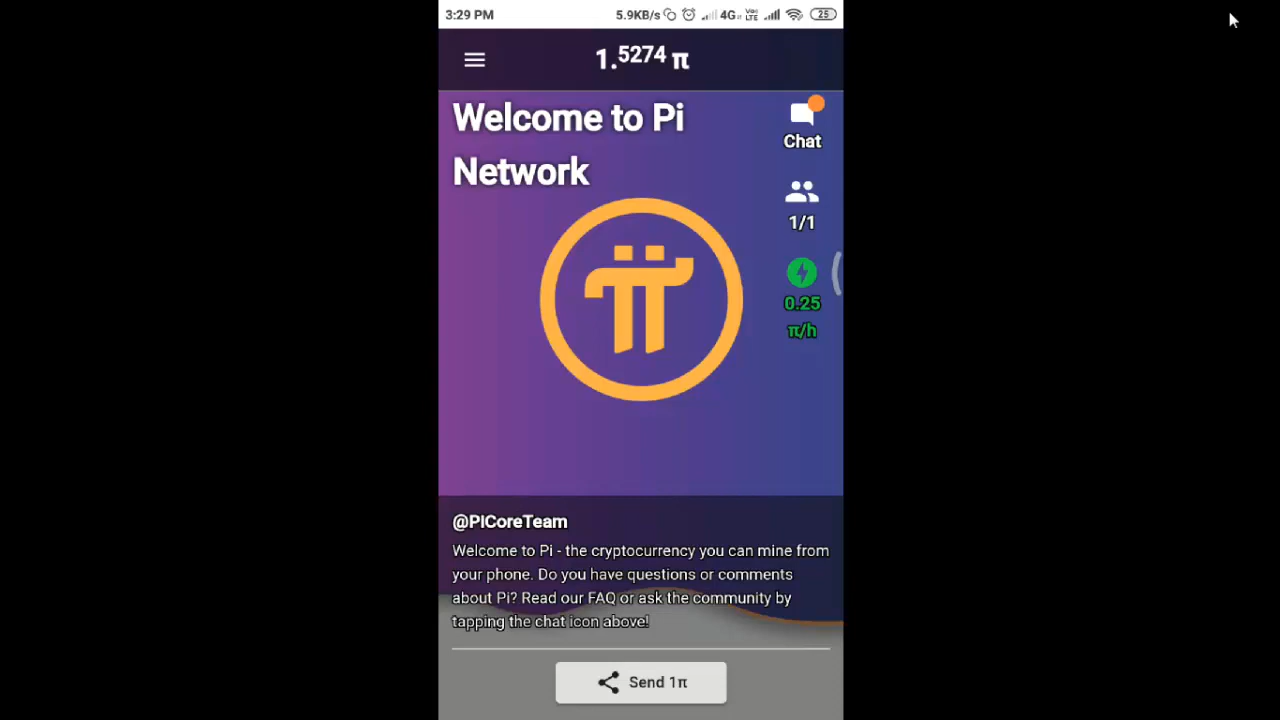 3:29 PM 5.9KB/s 4G Vo LTE 25
1.5274 π
Welcome to Pi
Network
Chat
1/1
0.25
π/h
@PICoreTeam
Welcome to Pi - the cryptocurrency you can mine from
your phone. Do you have questions or comments
about Pi? Read our FAQ or ask the community by
tapping the chat icon above!
Send 1π